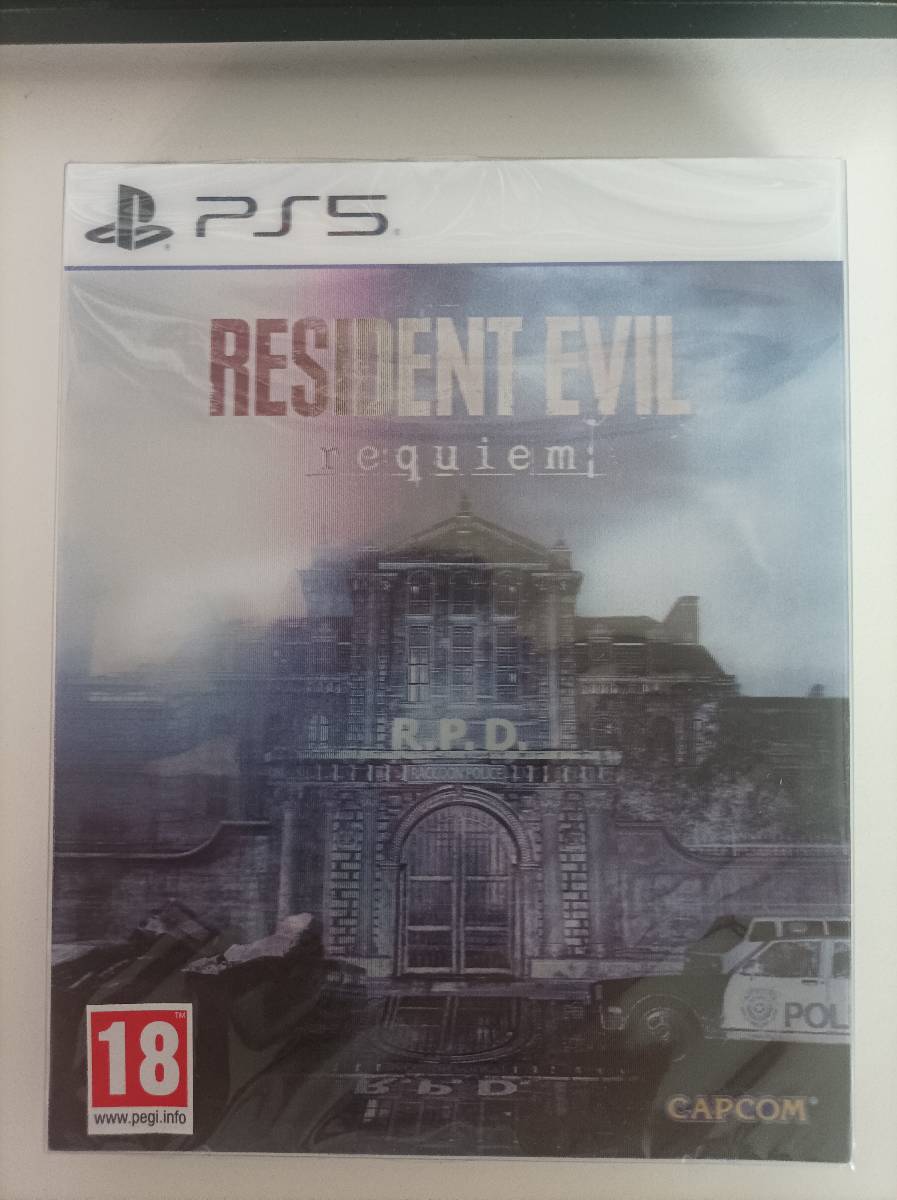 PS5
RESIDENT EVIL
requiem
R.P.D.
RACCOON POLICE
POL
R.P.D.
18
www.pegi.info
CAPCOM